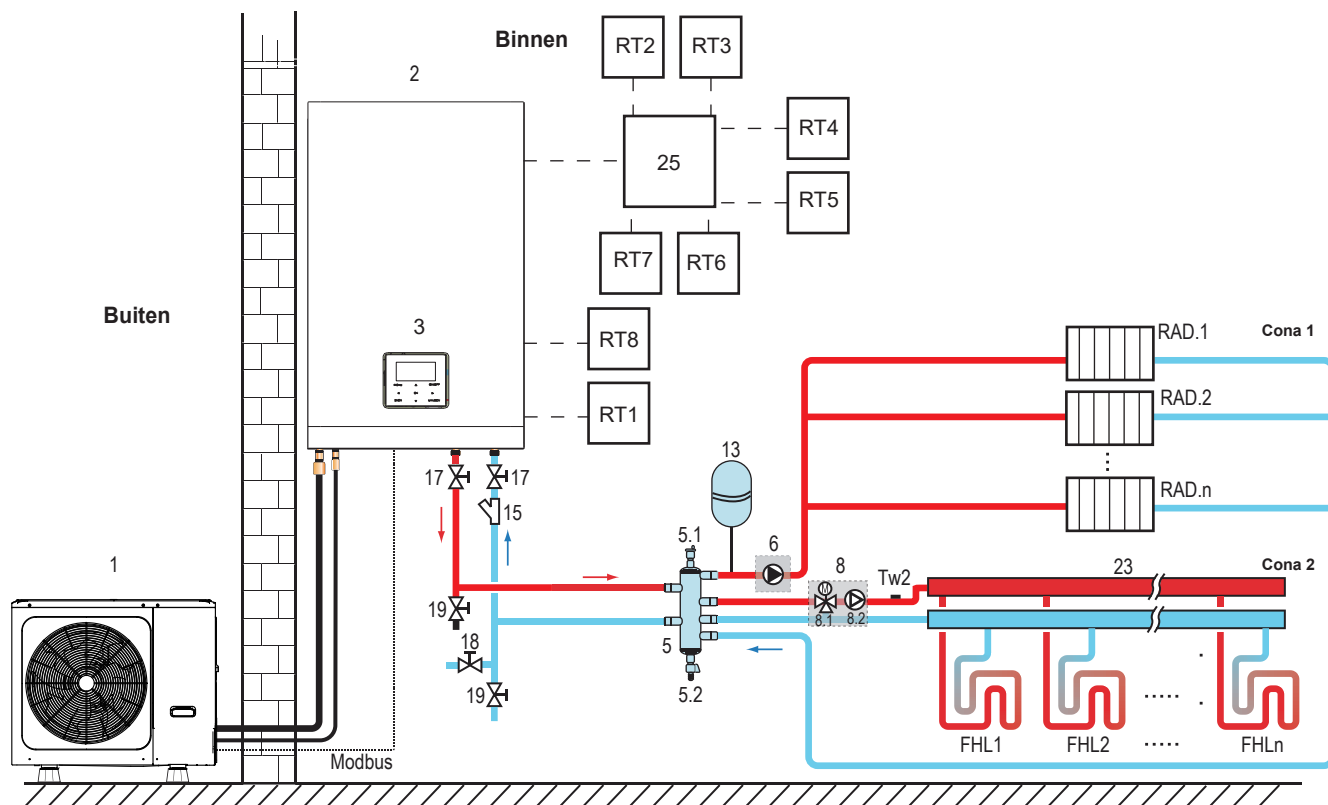 Binnen
RT2
RT3
2
RT4
25
RT5
RT7
RT6
Buiten
3
RT8
RT1
RAD.1
Cona 1
RAD.2
RAD.n
13
17
17
15
5.1
6
8
Tw2
23
Cona 2
M
8.1
8.2
1
19
18
5
19
5.2
FHL1
FHL2
FHLn
Modbus